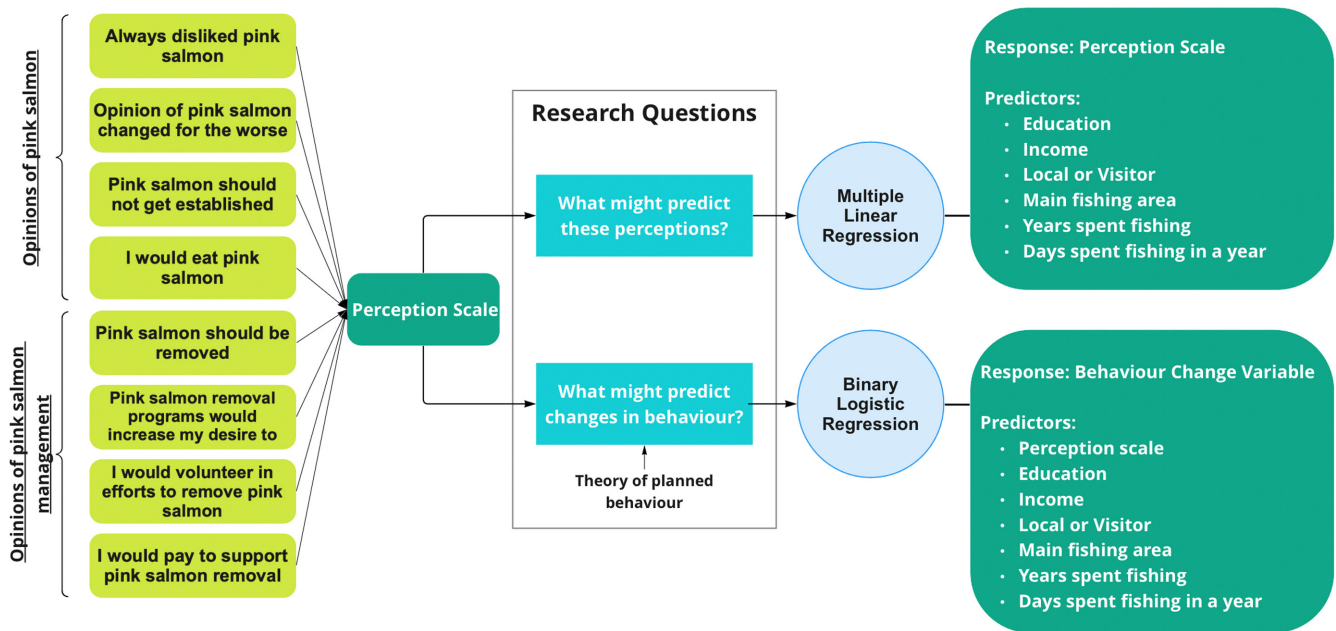 Opinions of pink salmon
Always disliked pink
salmon
Opinion of pink salmon
changed for the worse
Pink salmon should
not get established
I would eat pink
salmon
Opinions of pink salmon
management
Pink salmon should be
removed
Pink salmon removal
programs would
increase my desire to
I would volunteer in
efforts to remove pink
salmon
I would pay to support
pink salmon removal
Perception Scale
Research Questions
What might predict
these perceptions?
What might predict
changes in behaviour?
Theory of planned
behaviour
Multiple
Linear
Regression
Binary
Logistic
Regression
Response: Perception Scale
Predictors:
• Education
• Income
• Local or Visitor
• Main fishing area
• Years spent fishing
• Days spent fishing in a year
Response: Behaviour Change Variable
Predictors:
• Perception scale
• Education
• Income
• Local or Visitor
• Main fishing area
• Years spent fishing
• Days spent fishing in a year